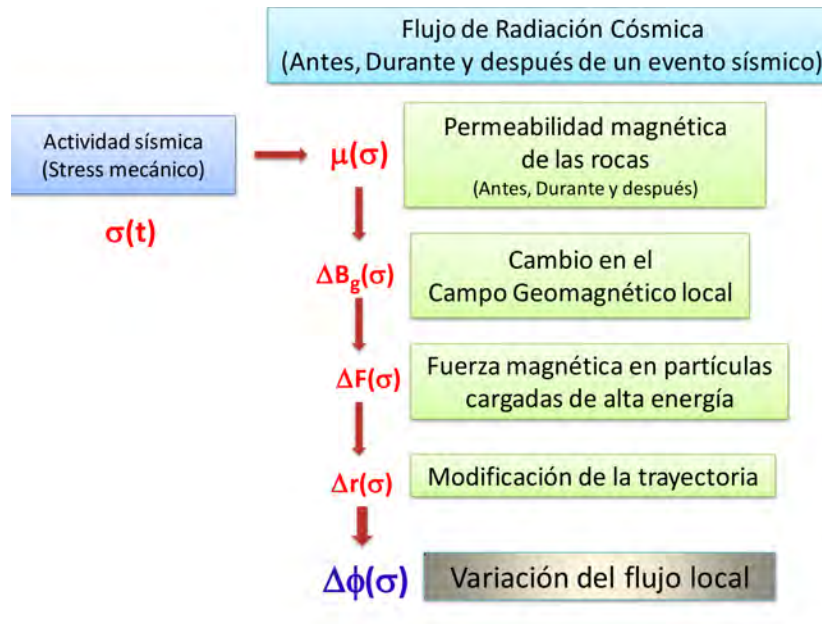 Flujo de Radiación Cósmica
(Antes, Durante y después de un evento sísmico)
Actividad sísmica
(Stress mecánico)
σ(t)
μ(σ)
Permeabilidad magnética
de las rocas
(Antes, Durante y después)
ΔBg(σ)
Cambio en el
Campo Geomagnético local
ΔF(σ)
Fuerza magnética en partículas
cargadas de alta energía
Δr(σ)
Modificación de la trayectoria
Δϕ(σ)
Variación del flujo local